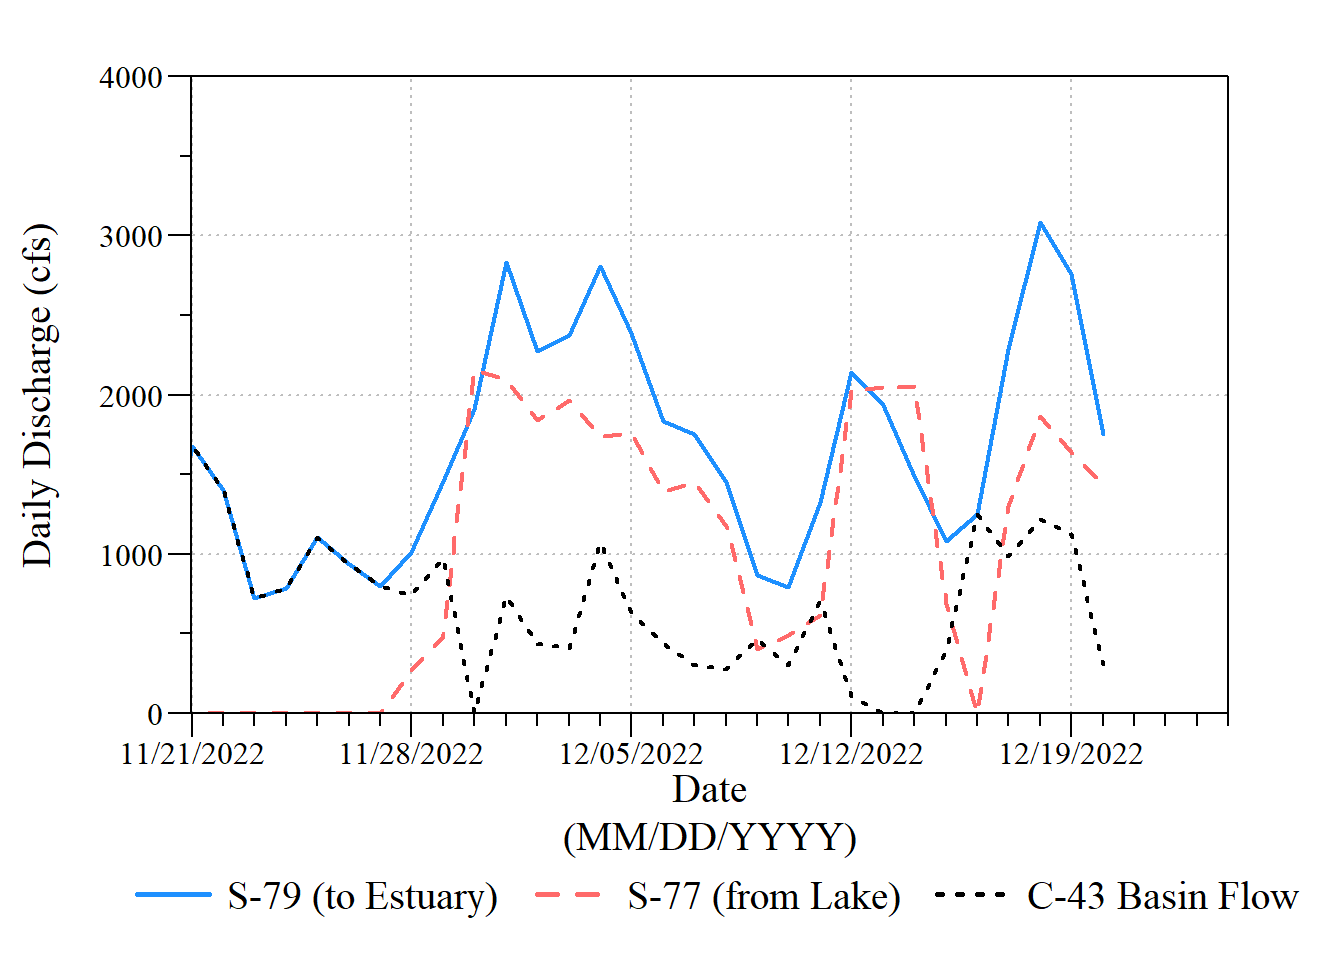 4000
3000
2000
1000
0
Daily Discharge (cfs)
11/21/2022 11/28/2022 12/05/2022 12/12/2022 12/19/2022
Date
(MM/DD/YYYY)
S-79 (to Estuary) S-77 (from Lake) C-43 Basin Flow